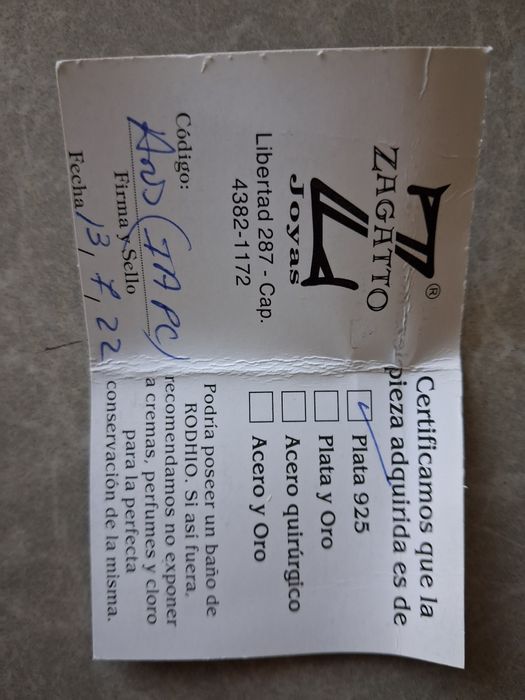 ZAGATTO
®
Joyas
Libertad 287 - Cap.
4382-1172
Código:
Firma y Sello
Fecha 13, 7, 22
Certificamos que la
pieza adquirida es de
Plata 925
Plata y Oro
Acero quirúrgico
Acero y Oro
Podría poseer un baño de
RODHIO. Si asi fuera,
recomendamos no exponer
a cremas, perfumes y cloro
para la perfecta
conservación de la misma.